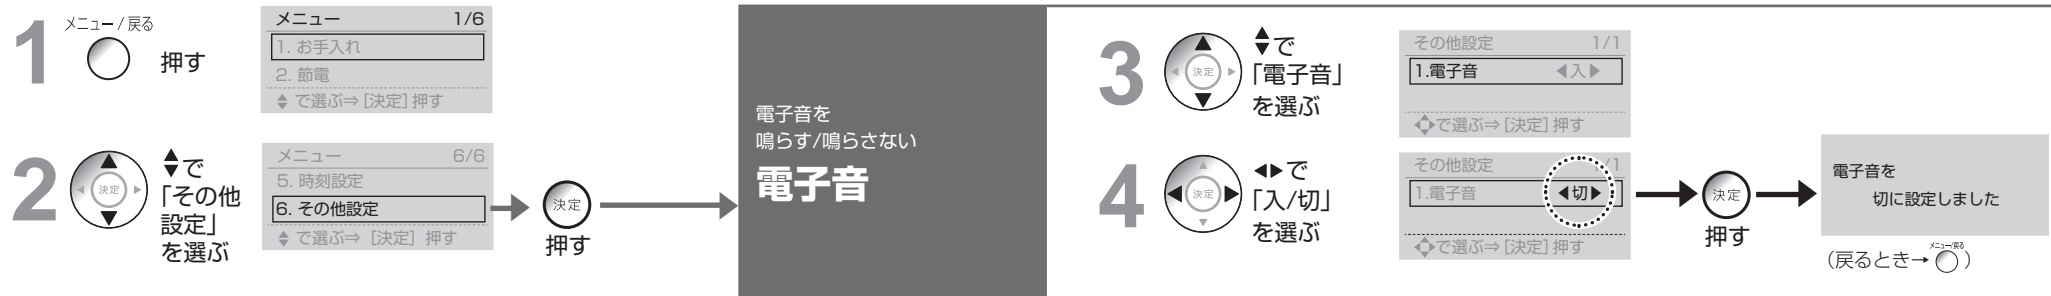 1
メニュー / 戻る
押す
メニュー 1/6
1. お手入れ
2. 節電
♦ で選ぶ⇒ [決定] 押す
2
決定
♦で
「その他
設定」
を選ぶ
メニュー 6/6
5. 時刻設定
6. その他設定
♦ で選ぶ⇒ [決定] 押す
決定
押す
電子音を
鳴らす/鳴らさない
電子音
3
決定
♦で
「電子音」
を選ぶ
その他設定 1/1
1.電子音 ◀入▶
で選ぶ⇒ [決定] 押す
4
決定
◀▶で
「入/切」
を選ぶ
その他設定 1/1
1.電子音 ◀切▶
で選ぶ⇒ [決定] 押す
決定
押す
電子音を
切に設定しました
メニュー/戻る
（戻るとき→ ）